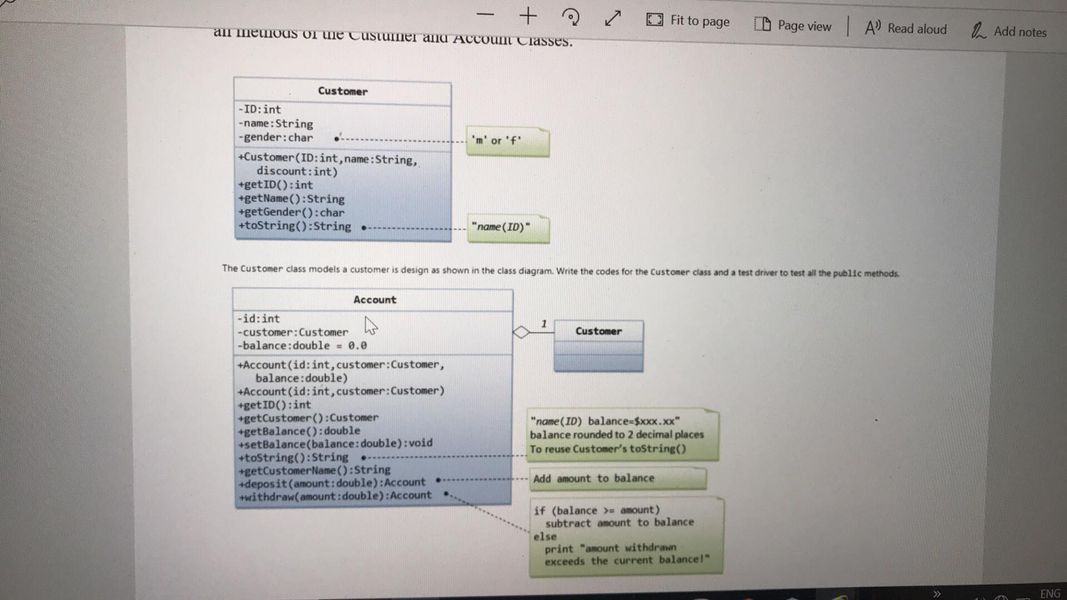 Fit to page
Page view
Read aloud
Add notes
all methods of the Custumer and Account Classes.
Customer
-ID:int
-name:String
-gender:char
'm' or 'f'
+Customer(ID:int,name:String,
discount:int)
+getID():int
+getName():String
+getGender():char
+toString():String
"name(ID)"
The Customer class models a customer is design as shown in the class diagram. Write the codes for the Customer class and a test driver to test all the public methods.
Account
-id:int
-customer:Customer
-balance:double = 0.0
1
Customer
+Account(id:int,customer:Customer,
balance:double)
+Account(id:int,customer:Customer)
+getID():int
+getCustomer():Customer
+getBalance():double
+setBalance(balance:double):void
+toString():String
+getCustomerName():String
+deposit(amount:double):Account
+withdraw(amount:double):Account
"name(ID) balance=$xxx.xx"
balance rounded to 2 decimal places
To reuse Customer's toString()
Add amount to balance
if (balance >= amount)
subtract amount to balance
else
print "amount withdrawn
exceeds the current balance!"
ENG